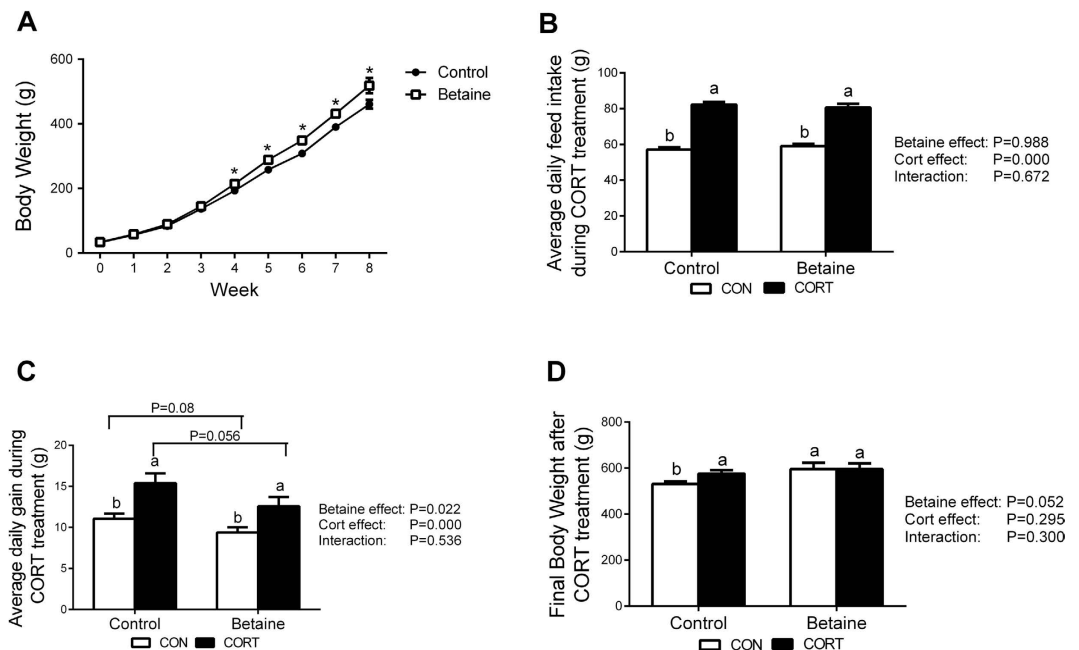 A
Body Weight (g)
600
400
200
0
*
*
*
*
*
0 1 2 3 4 5 6 7 8
Week
Control
Betaine
B
Average daily feed intake
during CORT treatment (g)
100
80
60
40
20
0
b
a
b
a
Control Betaine
CON CORT
Betaine effect: P=0.988
Cort effect: P=0.000
Interaction: P=0.672
C
Average daily gain during
CORT treatment (g)
P=0.08
P=0.056
20
15
10
5
0
b
a
b
a
Control Betaine
CON CORT
Betaine effect: P=0.022
Cort effect: P=0.000
Interaction: P=0.536
D
Final Body Weight after
CORT treatment (g)
800
600
400
200
0
b
a
a
a
Control Betaine
CON CORT
Betaine effect: P=0.052
Cort effect: P=0.295
Interaction: P=0.300